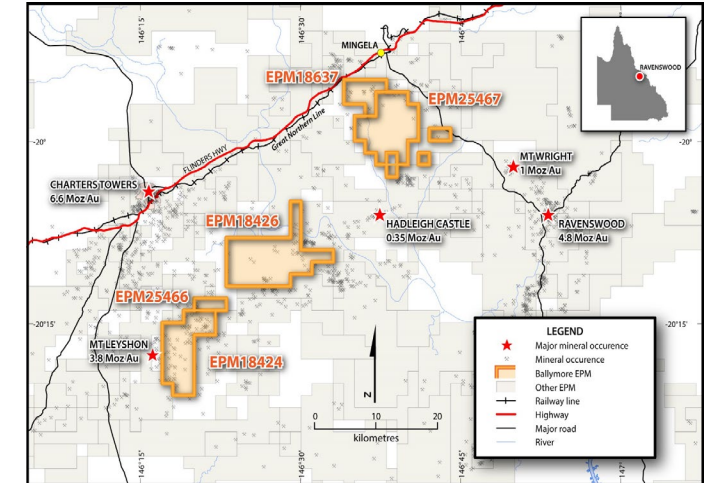 146°15'
146°30'
146°45'
MINGELA
RAVENSWOOD
EPM18637
EPM25467
FLINDERS HWY
Great Northern Line
-20°
-20°
MT WRIGHT
1 Moz Au
CHARTERS TOWERS
6.6 Moz Au
EPM18426
HADLEIGH CASTLE
0.35 Moz Au
RAVENSWOOD
4.8 Moz Au
EPM25466
-20°15'
-20°15'
MT LEYSHON
3.8 Moz Au
EPM18424
N
0 10 20
kilometres
LEGEND
Major mineral occurence
Mineral occurence
Ballymore EPM
Other EPM
Railway line
Highway
Major road
River
146°15'
146°30'
146°45'
147°